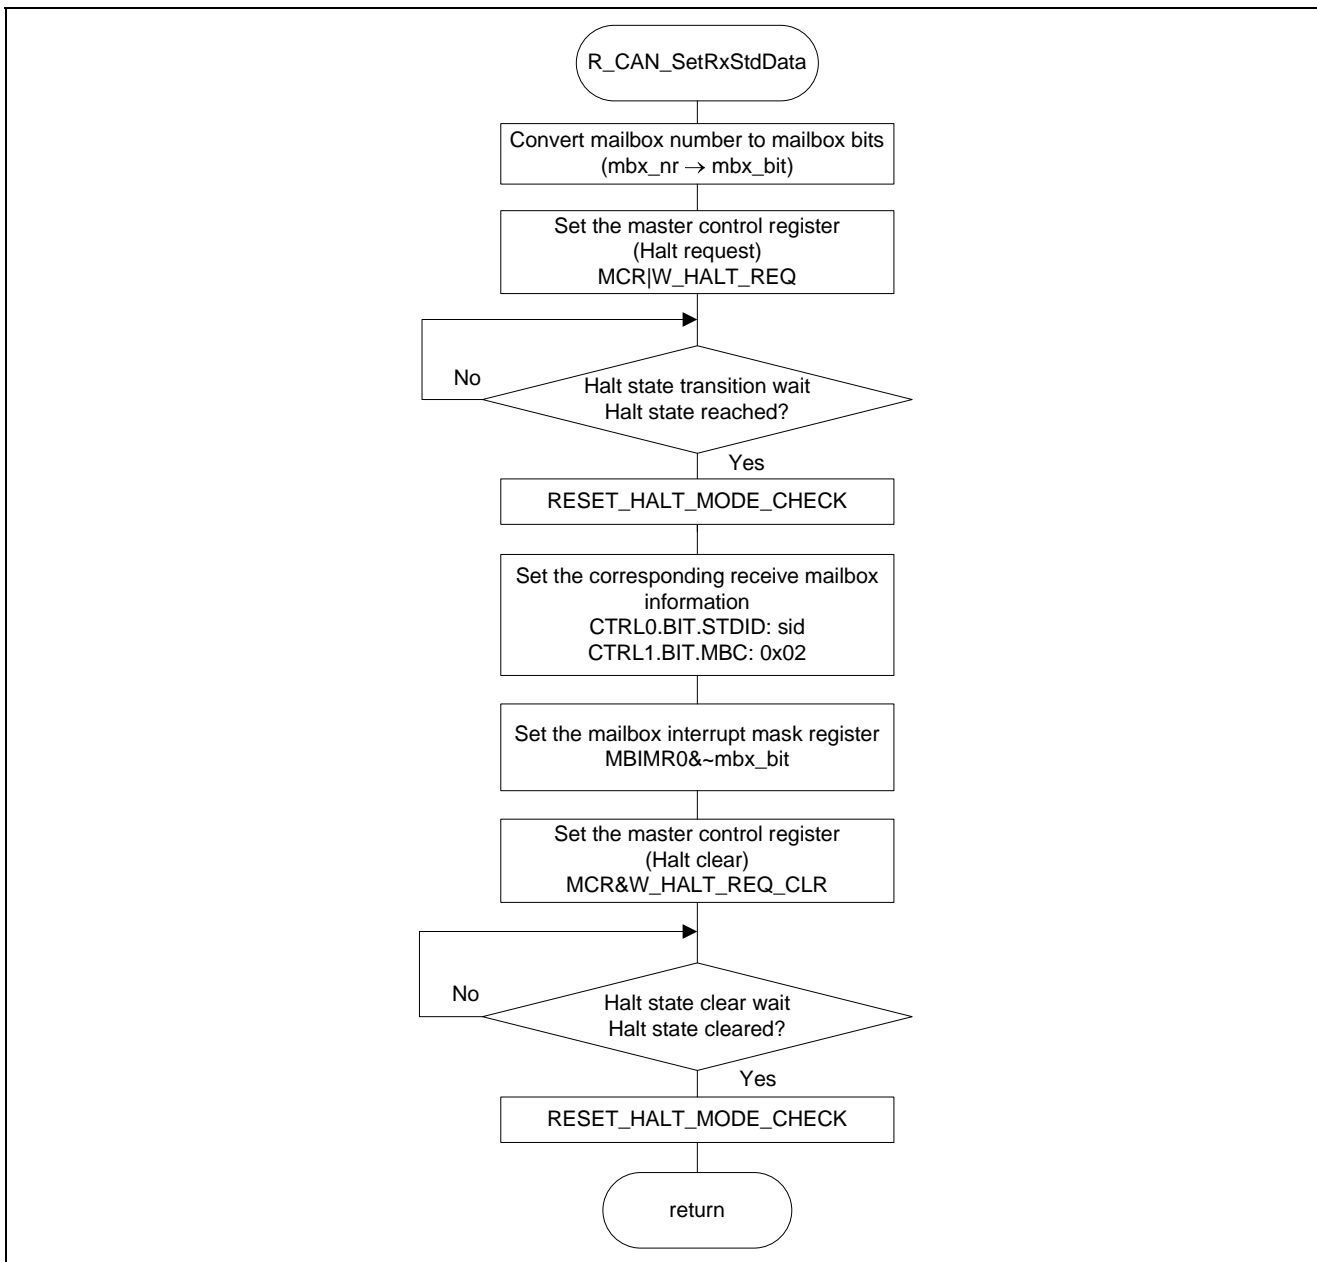 R_CAN_SetRxStdData
Convert mailbox number to mailbox bits
(mbx_nr → mbx_bit)
Set the master control register
(Halt request)
MCR|W_HALT_REQ
No
Halt state transition wait
Halt state reached?
Yes
RESET_HALT_MODE_CHECK
Set the corresponding receive mailbox
information
CTRL0.BIT.STDID: sid
CTRL1.BIT.MBC: 0x02
Set the mailbox interrupt mask register
MBIMR0&~mbx_bit
Set the master control register
(Halt clear)
MCR&W_HALT_REQ_CLR
No
Halt state clear wait
Halt state cleared?
Yes
RESET_HALT_MODE_CHECK
return